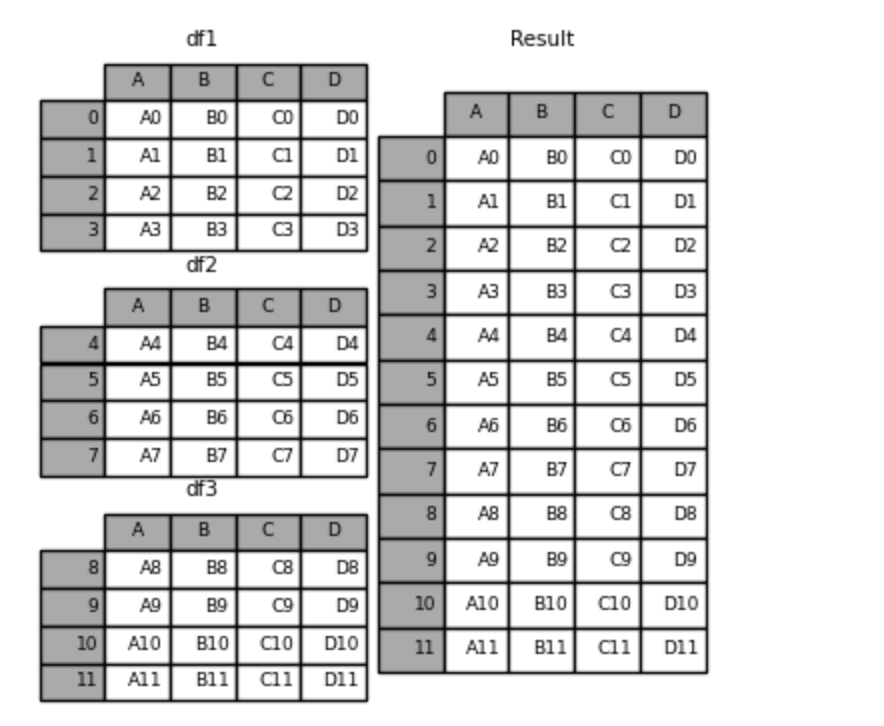 df1
A B C D
0 A0 B0 C0 D0
1 A1 B1 C1 D1
2 A2 B2 C2 D2
3 A3 B3 C3 D3
df2
A B C D
4 A4 B4 C4 D4
5 A5 B5 C5 D5
6 A6 B6 C6 D6
7 A7 B7 C7 D7
df3
A B C D
8 A8 B8 C8 D8
9 A9 B9 C9 D9
10 A10 B10 C10 D10
11 A11 B11 C11 D11
Result
A B C D
0 A0 B0 C0 D0
1 A1 B1 C1 D1
2 A2 B2 C2 D2
3 A3 B3 C3 D3
4 A4 B4 C4 D4
5 A5 B5 C5 D5
6 A6 B6 C6 D6
7 A7 B7 C7 D7
8 A8 B8 C8 D8
9 A9 B9 C9 D9
10 A10 B10 C10 D10
11 A11 B11 C11 D11